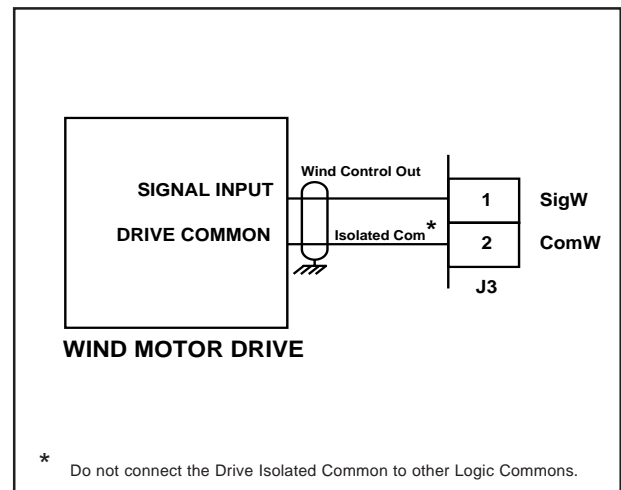 Wind Control Out
SIGNAL INPUT
1
SigW
DRIVE COMMON
Isolated Com*
2
ComW
J3
WIND MOTOR DRIVE
* Do not connect the Drive Isolated Common to other Logic Commons.